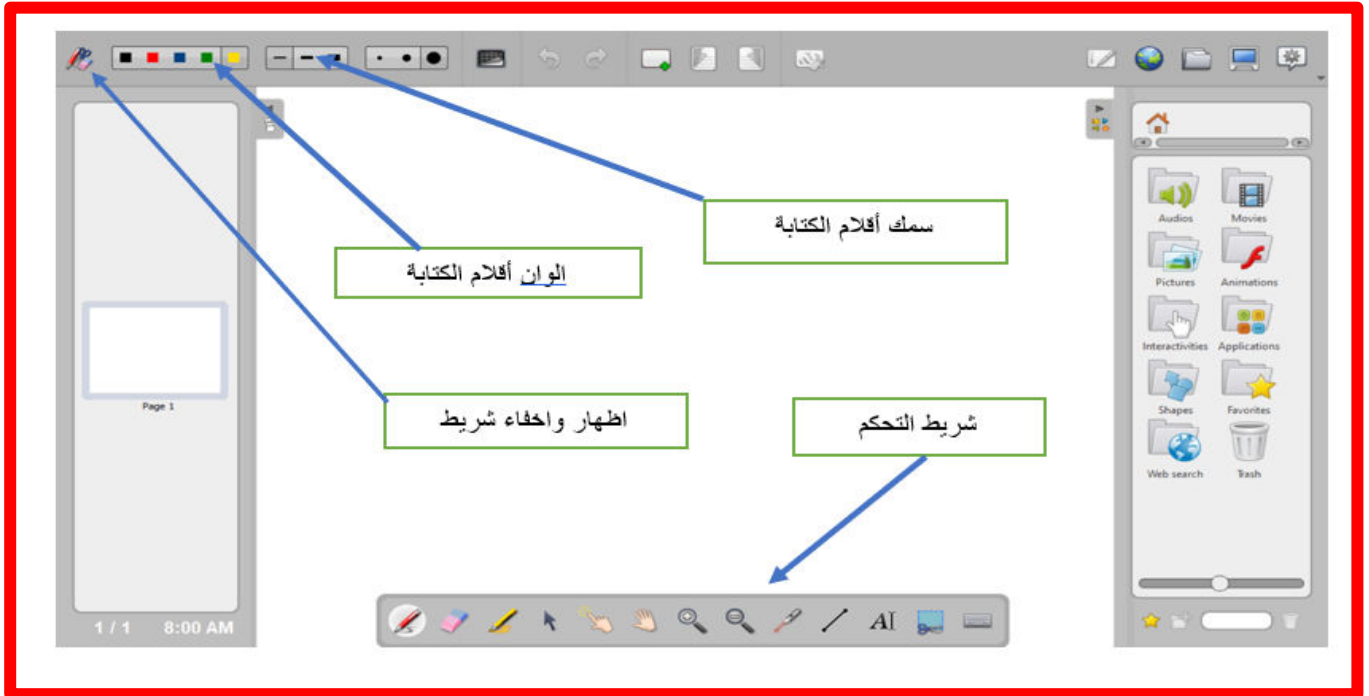 سمك أقلام الكتابة
الوان أقلام الكتابة
اظهار واخفاء شريط
شريط التحكم
Page 1
1 / 1 8:00 AM
Audios Movies
Pictures Animations
Interactivities Applications
Shapes Favorites
Web search Trash
AI